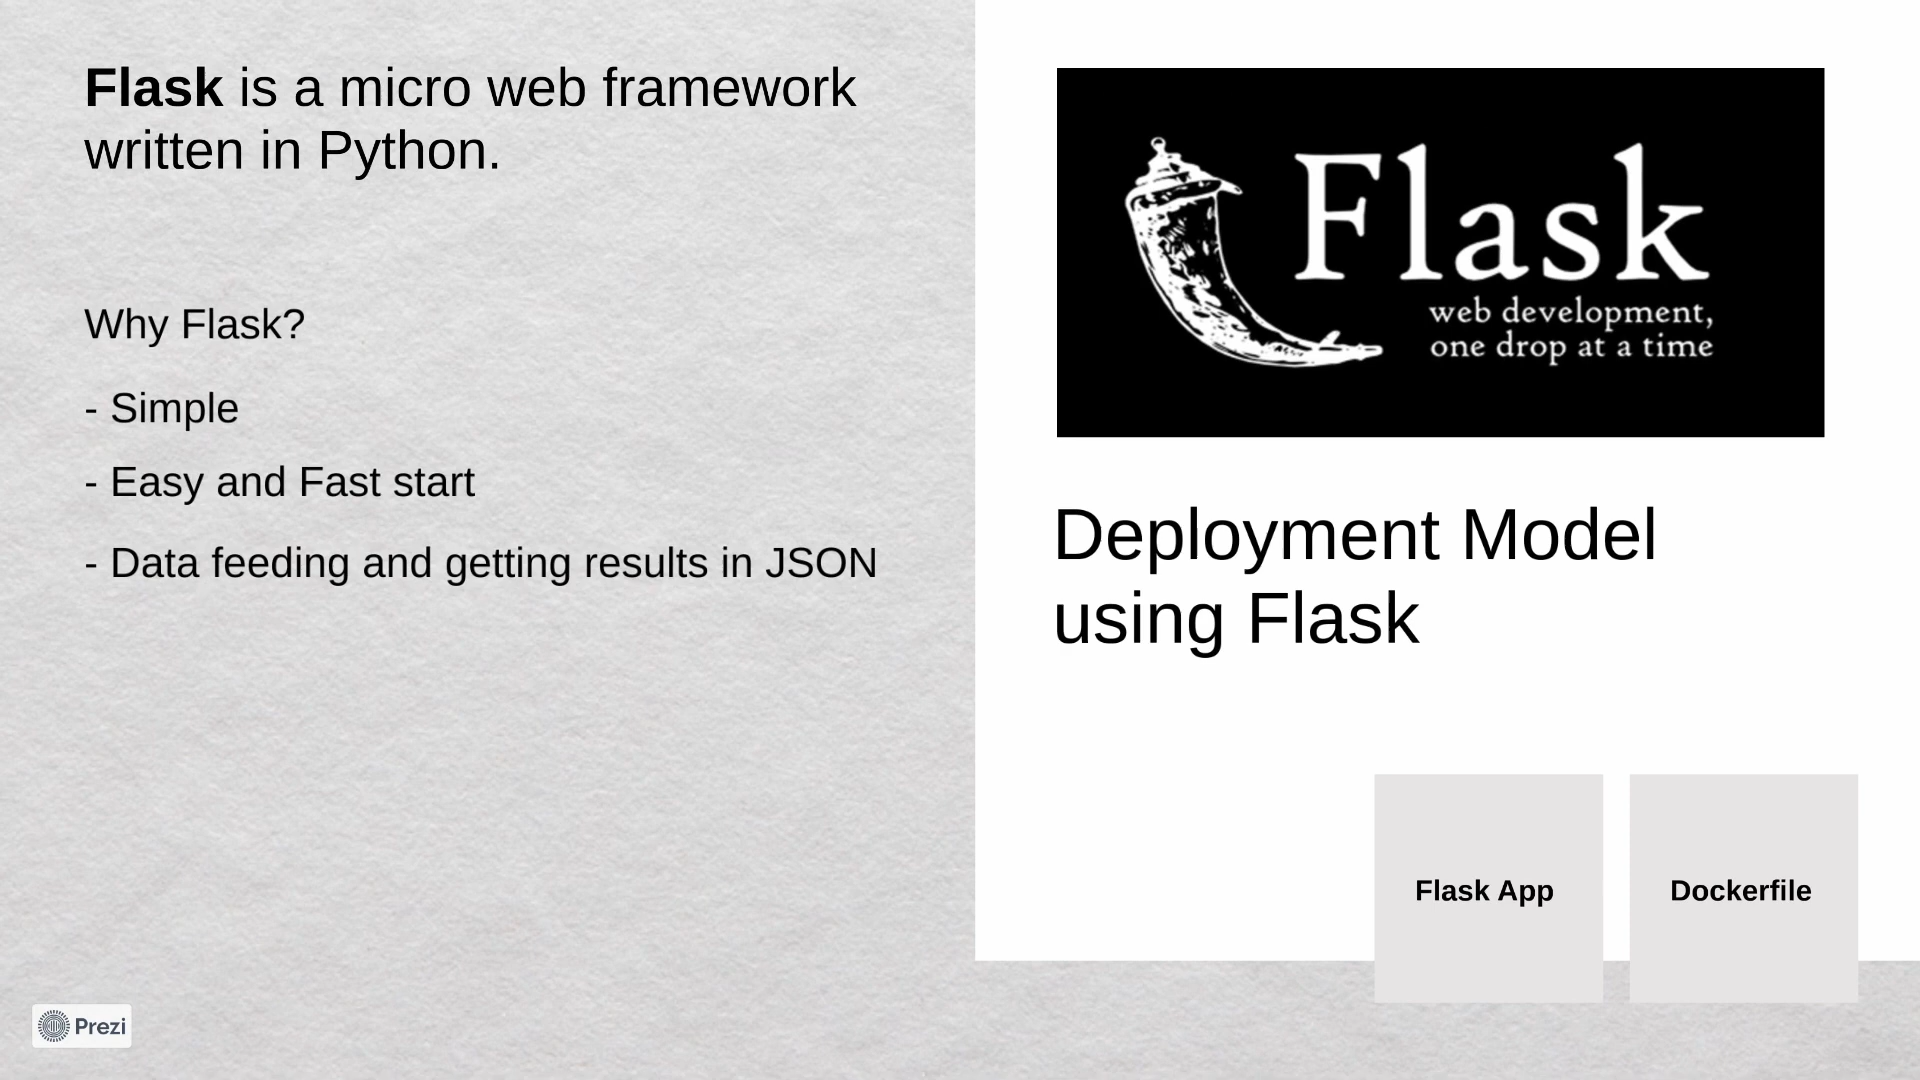 Flask is a micro web framework
written in Python.
Why Flask?
- Simple
- Easy and Fast start
- Data feeding and getting results in JSON
Flask
web development,
one drop at a time
Deployment Model
using Flask
Flask App
Dockerfile
Prezi